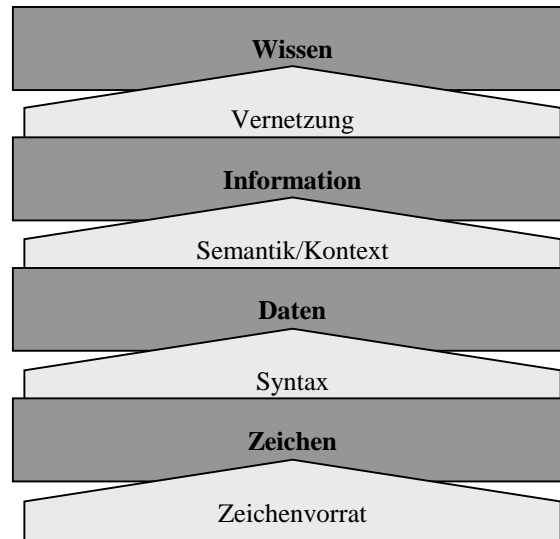 Wissen
Vernetzung
Information
Semantik/Kontext
Daten
Syntax
Zeichen
Zeichenvorrat